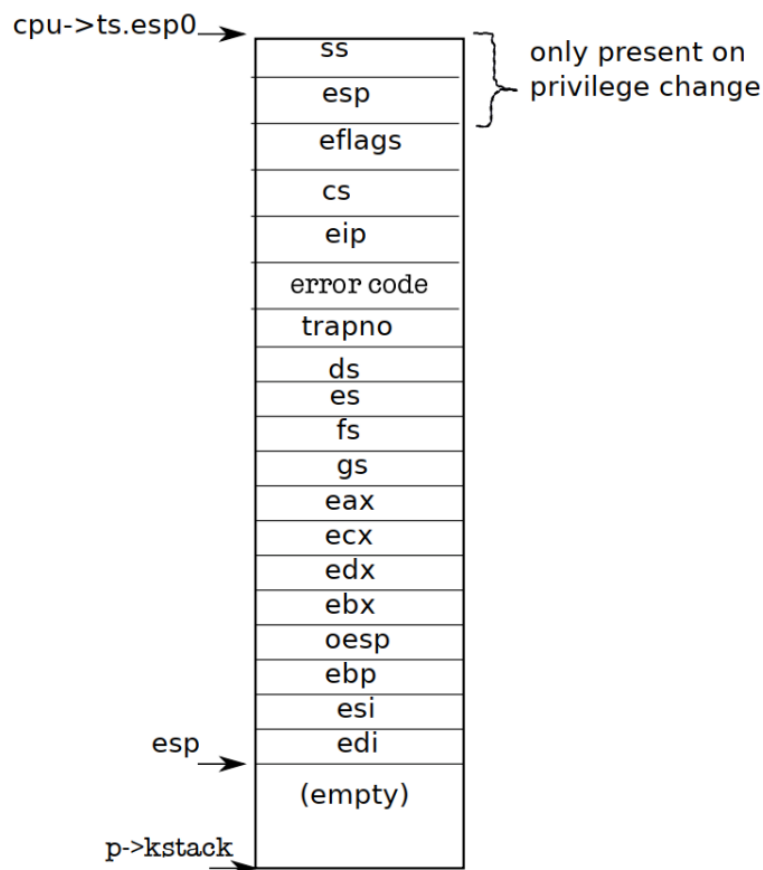 cpu->ts.esp0
ss
only present on
privilege change
esp
eflags
cs
eip
error code
trapno
ds
es
fs
gs
eax
ecx
edx
ebx
oesp
ebp
esi
esp
edi
(empty)
p->kstack